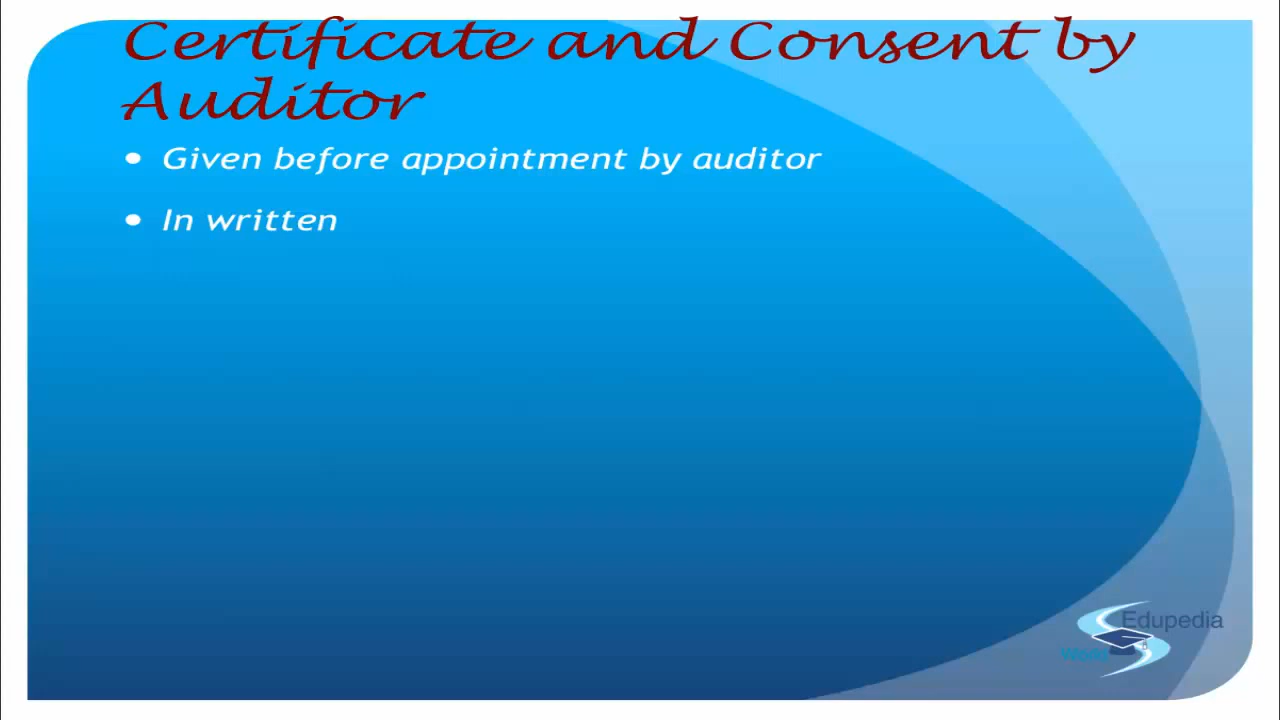 Certificate and Consent by
Auditor
• Given before appointment by auditor
• In written
Edupedia
World